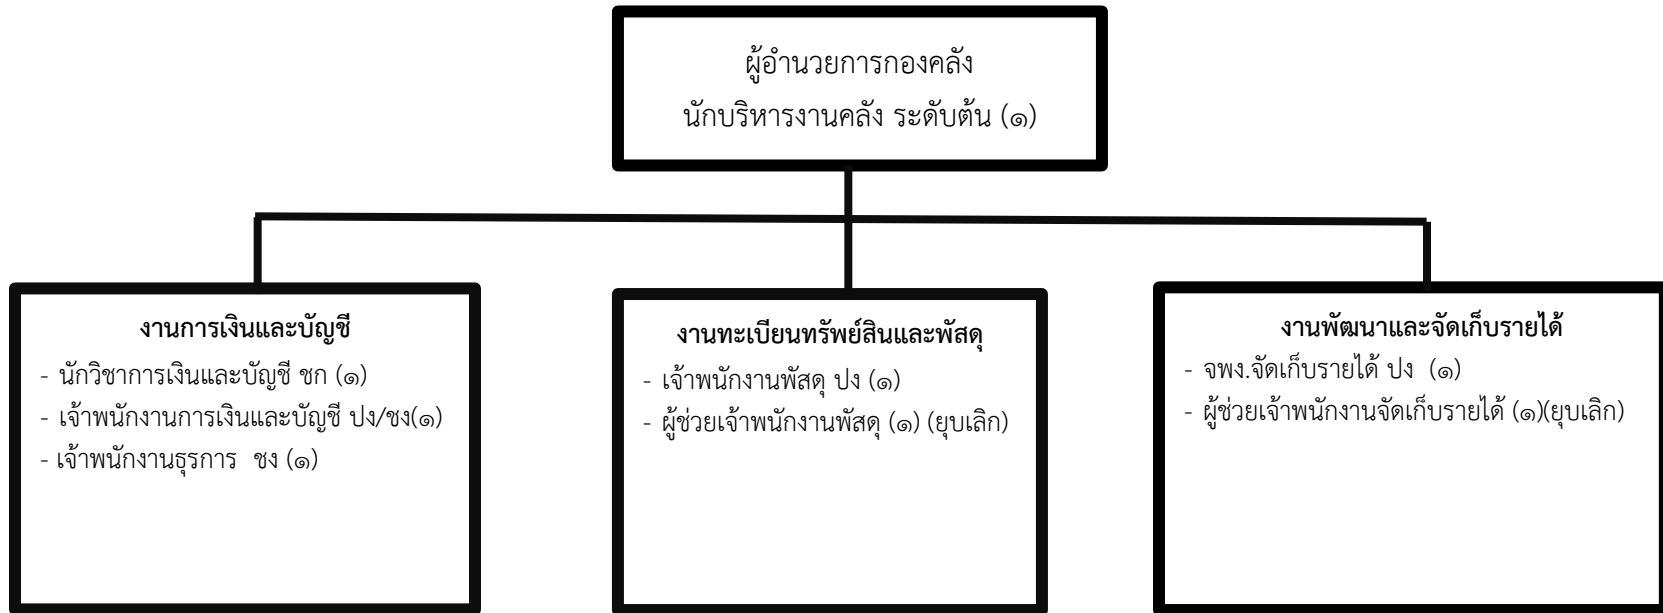 ผู้อำนวยการกองคลัง
นักบริหารงานคลัง ระดับต้น (๑)
งานการเงินและบัญชี
- นักวิชาการเงินและบัญชี ชก (๑)
- เจ้าพนักงานการเงินและบัญชี ปง/ชง(๑)
- เจ้าพนักงานธุรการ ชง (๑)
งานทะเบียนทรัพย์สินและพัสดุ
- เจ้าพนักงานพัสดุ ปง (๑)
- ผู้ช่วยเจ้าพนักงานพัสดุ (๑) (ยุบเลิก)
งานพัฒนาและจัดเก็บรายได้
- จพง.จัดเก็บรายได้ ปง (๑)
- ผู้ช่วยเจ้าพนักงานจัดเก็บรายได้ (๑)(ยุบเลิก)